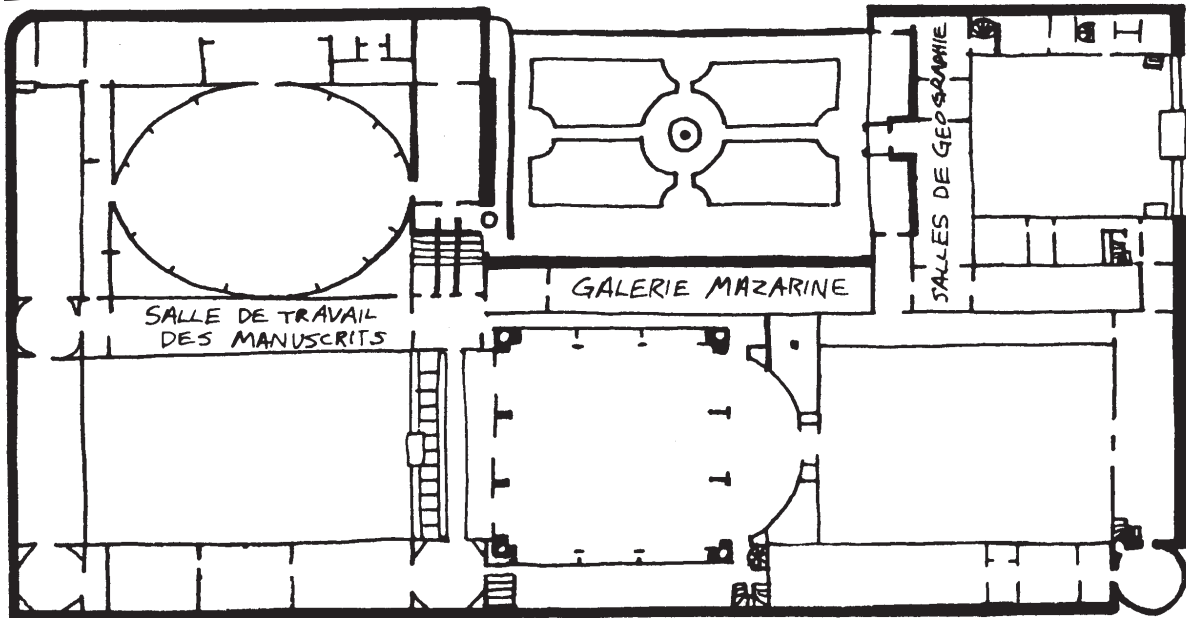 SALLES DE GEOGRAPHIE
GALERIE MAZARINE
SALLE DE TRAVAIL
DES MANUSCRITS